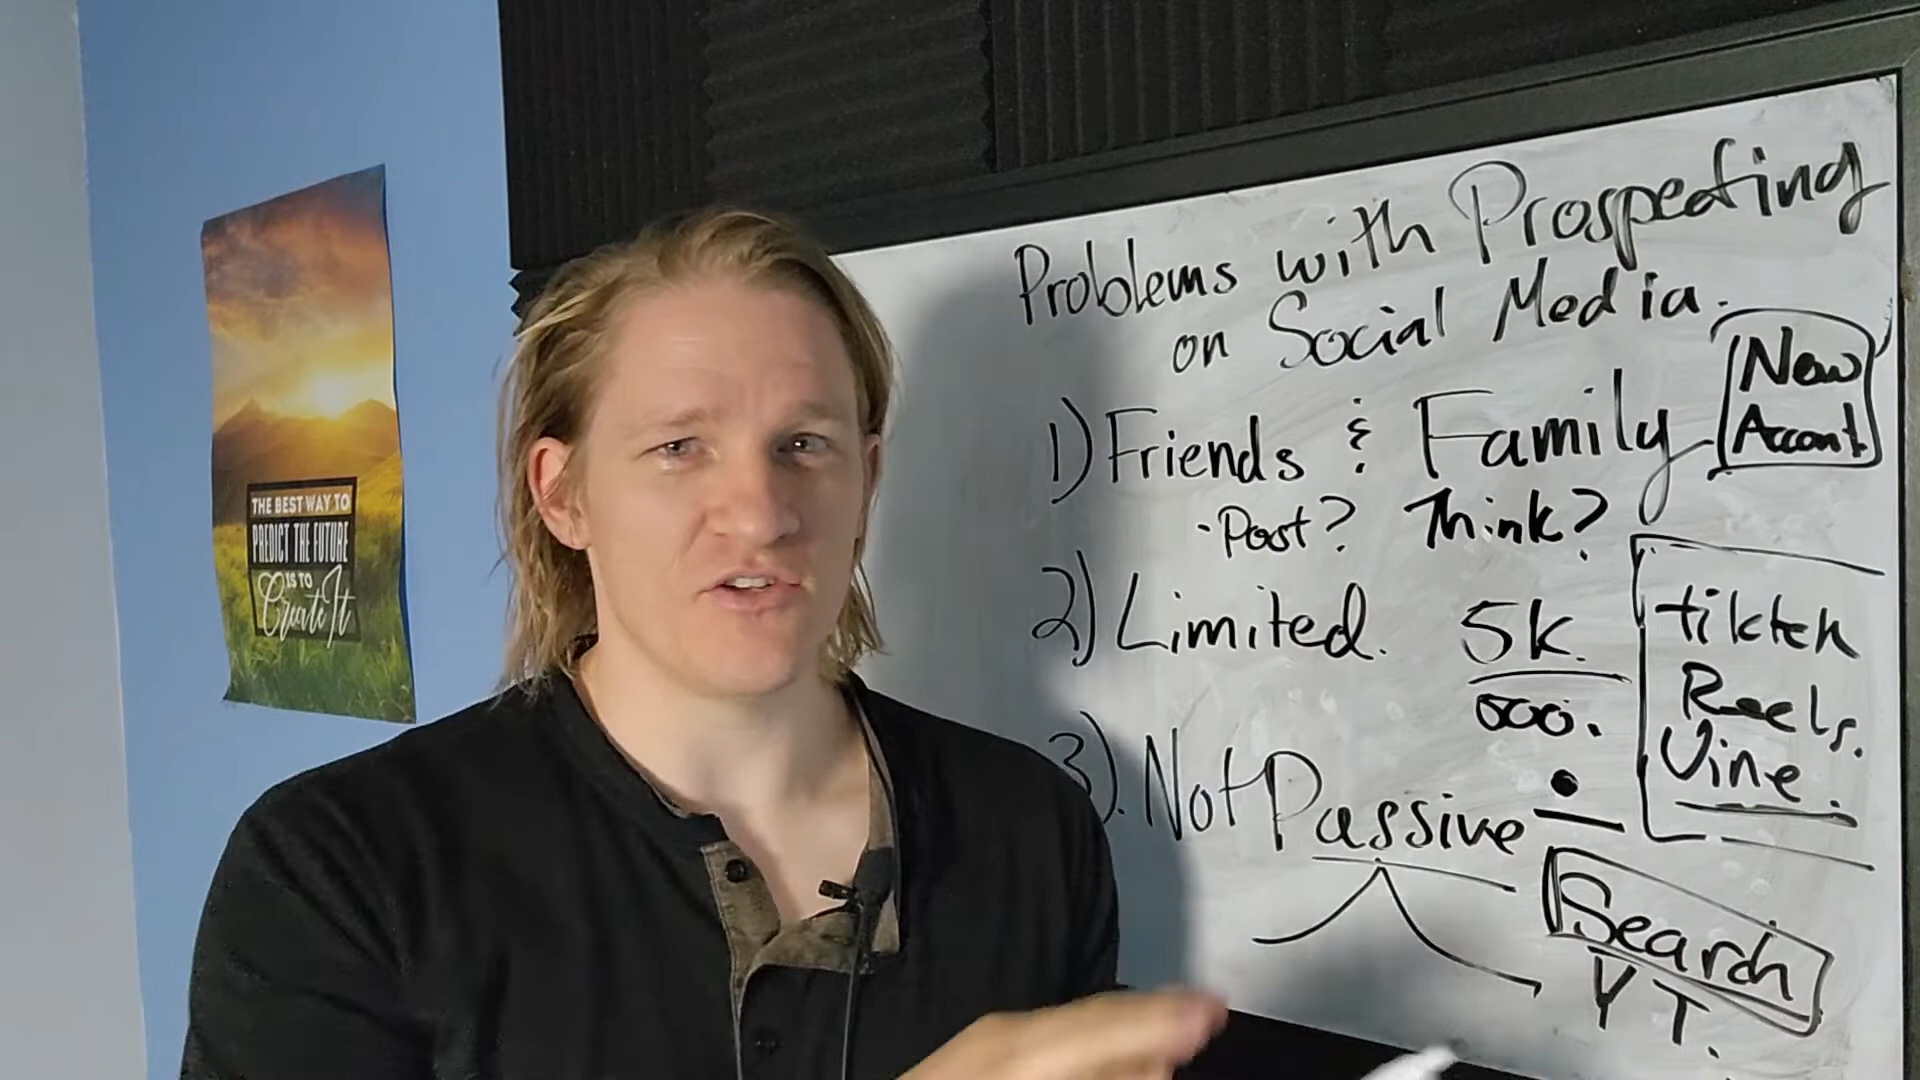 THE BEST WAY TO
PREDICT THE FUTURE
IS TO
Create It
Problems with Prospecting
on Social Media.
New
Accont.
1) Friends & Family
- Post? Think?
2) Limited. 5k.
000.
tiktok
Reels.
Vine.
3). Not Passive
Search
YT.